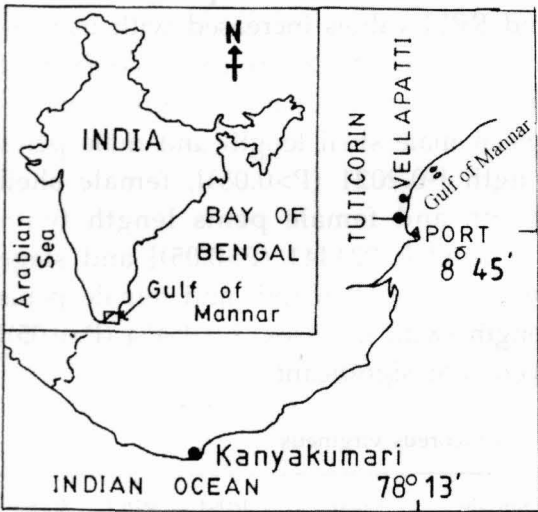 N
INDIA
BAY OF
BENGAL
Arabian
Sea
Gulf of
Mannar
TUTICORIN
VELLAPATTI
Gulf of Mannar
PORT
8° 45'
Kanyakumari
INDIAN OCEAN
78° 13'